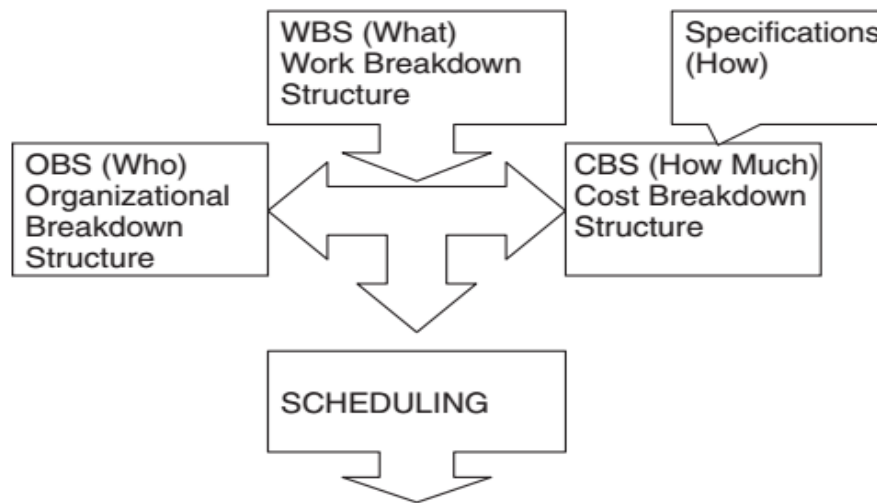 WBS (What)
Work Breakdown
Structure
Specifications
(How)
OBS (Who)
Organizational
Breakdown
Structure
CBS (How Much)
Cost Breakdown
Structure
SCHEDULING